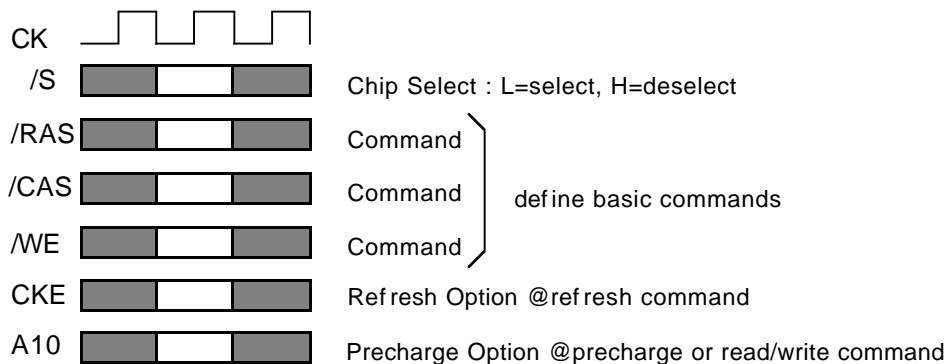 CK
/S Chip Select : L=select, H=deselect
/RAS Command
/CAS Command define basic commands
/WE Command
CKE Refresh Option @refresh command
A10 Precharge Option @precharge or read/write command